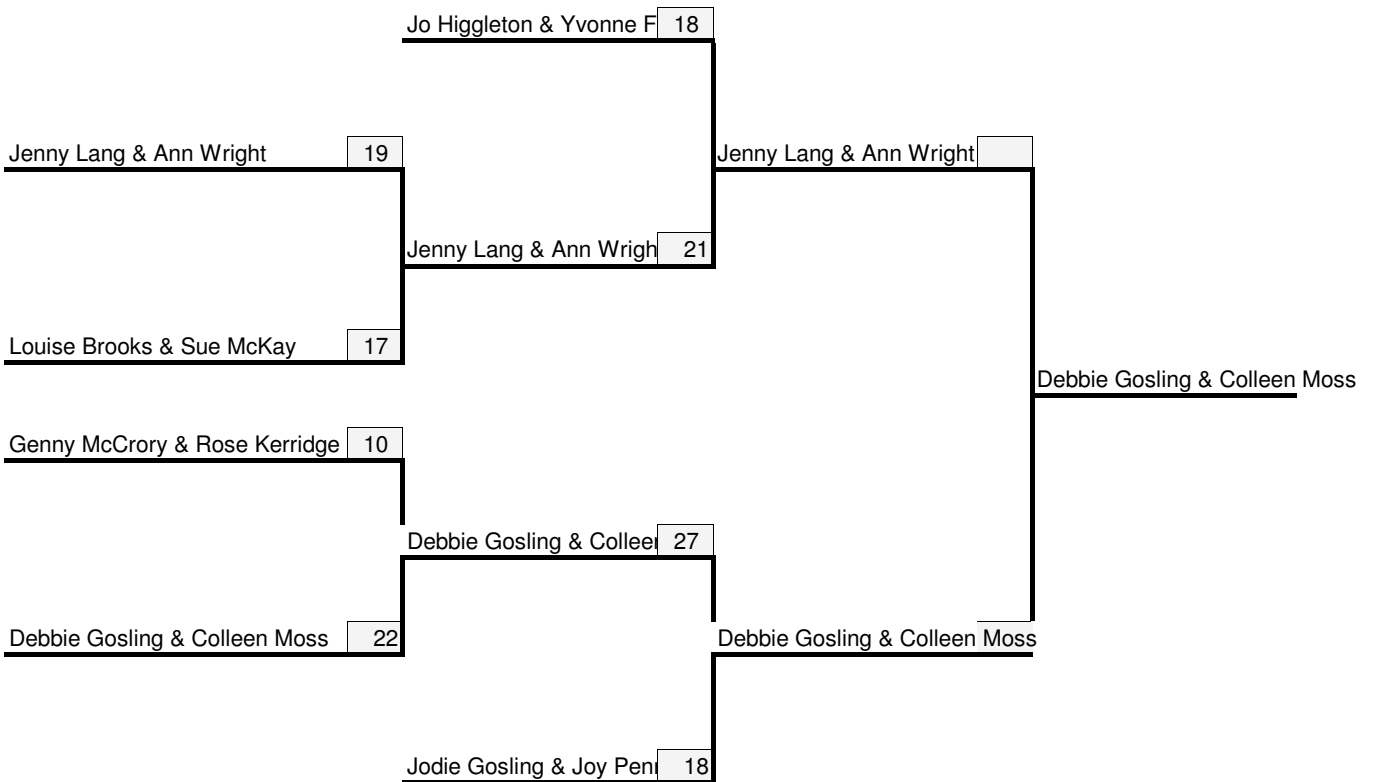 Jo Higgleton & Yvonne F 18
Jenny Lang & Ann Wright 19
Jenny Lang & Ann Wright
Jenny Lang & Ann Wrigh 21
Louise Brooks & Sue McKay 17
Debbie Gosling & Colleen Moss
Genny McCrory & Rose Kerridge 10
Debbie Gosling & Colleen 27
Debbie Gosling & Colleen Moss 22
Debbie Gosling & Colleen Moss
Jodie Gosling & Joy Pen 18